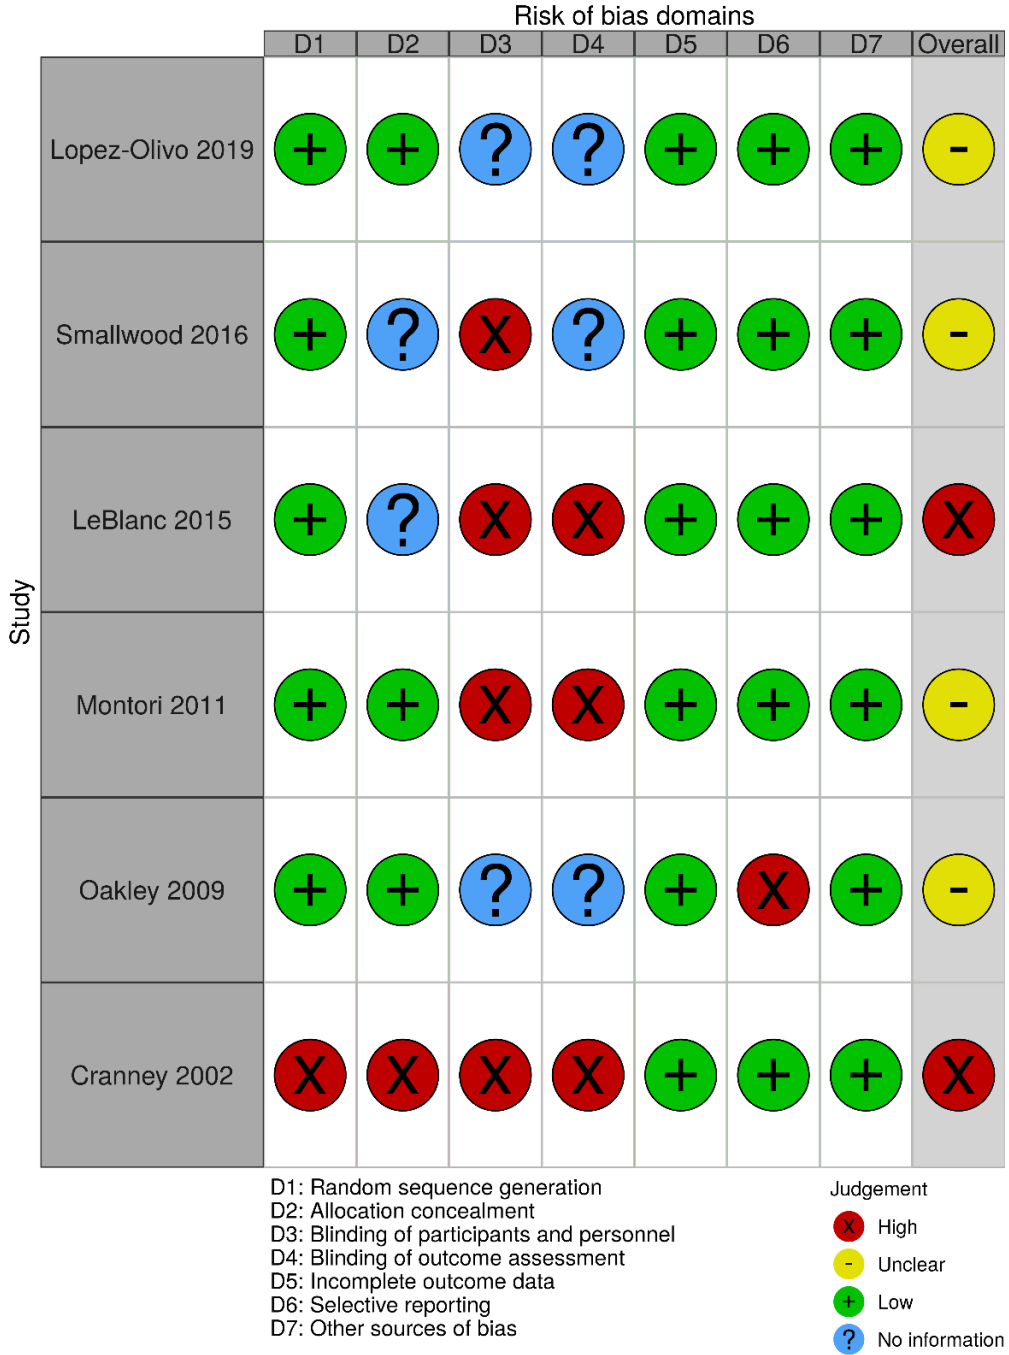 Risk of bias domains
D1 D2 D3 D4 D5 D6 D7 Overall
Study
Lopez-Olivo 2019 + + ? ? + + + -
Smallwood 2016 + ? X ? + + + -
LeBlanc 2015 + ? X X + + + X
Montori 2011 + + X X + + + -
Oakley 2009 + + ? ? + X + -
Cranney 2002 X X X X + + + X
D1: Random sequence generation
D2: Allocation concealment
D3: Blinding of participants and personnel
D4: Blinding of outcome assessment
D5: Incomplete outcome data
D6: Selective reporting
D7: Other sources of bias
Judgement
X High
- Unclear
+ Low
? No information